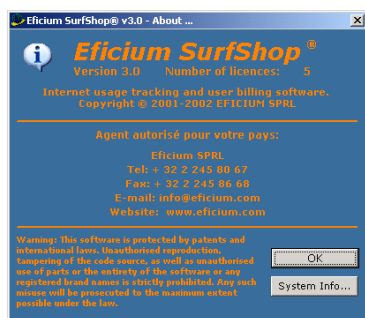 Eficium SurfShop® v3.0 - About ...
Eficium SurfShop ®
Version 3.0 Number of licences: 5
Internet usage tracking and user billing software.
Copyright © 2001-2002 EFICIUM SPRL
Agent autorisé pour votre pays:
Eficium SPRL
Tel: + 32 2 245 80 67
Fax: + 32 2 245 86 68
E-mail: info@eficium.com
Website: www.eficium.com
Warning: This software is protected by patents and
international laws. Unauthorised reproduction,
tampering of the code source, as well as unauthorised
use of parts or the entirety of the software or any
registered brand names is strictly prohibited. Any such
misuse will be prosecuted to the maximum extent
possible under the law.
OK
System Info...